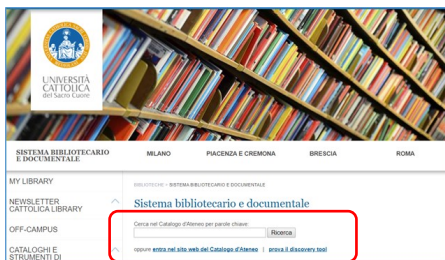 UNIVERSITÀ
CATTOLICA
del Sacro Cuore
SISTEMA BIBLIOTECARIO
E DOCUMENTALE
MILANO
PIACENZA E CREMONA
BRESCIA
ROMA
MY LIBRARY
BIBLIOTECHE - SISTEMA BIBLIOTECARIO E DOCUMENTALE
NEWSLETTER
CATTOLICA LIBRARY
Sistema bibliotecario e documentale
OFF-CAMPUS
Cerca nel Catalogo d'Ateneo per parole chiave:
Ricerca
CATALOGHI E
STRUMENTI DI
oppure entra nel sito web del Catalogo d'Ateneo | prova il discovery tool